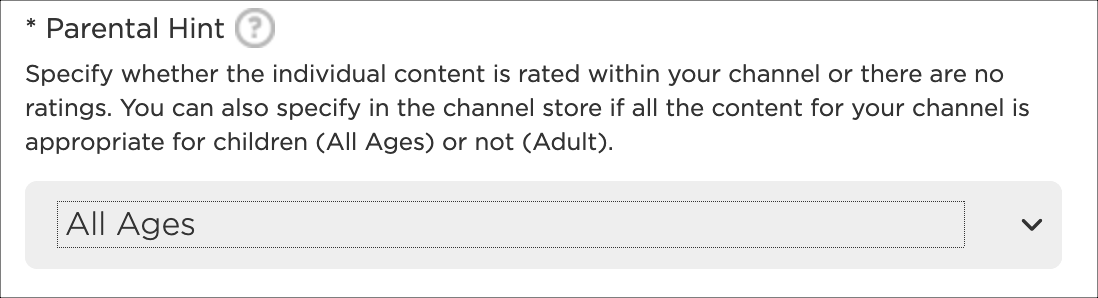 * Parental Hint ?
Specify whether the individual content is rated within your channel or there are no
ratings. You can also specify in the channel store if all the content for your channel is
appropriate for children (All Ages) or not (Adult).
All Ages